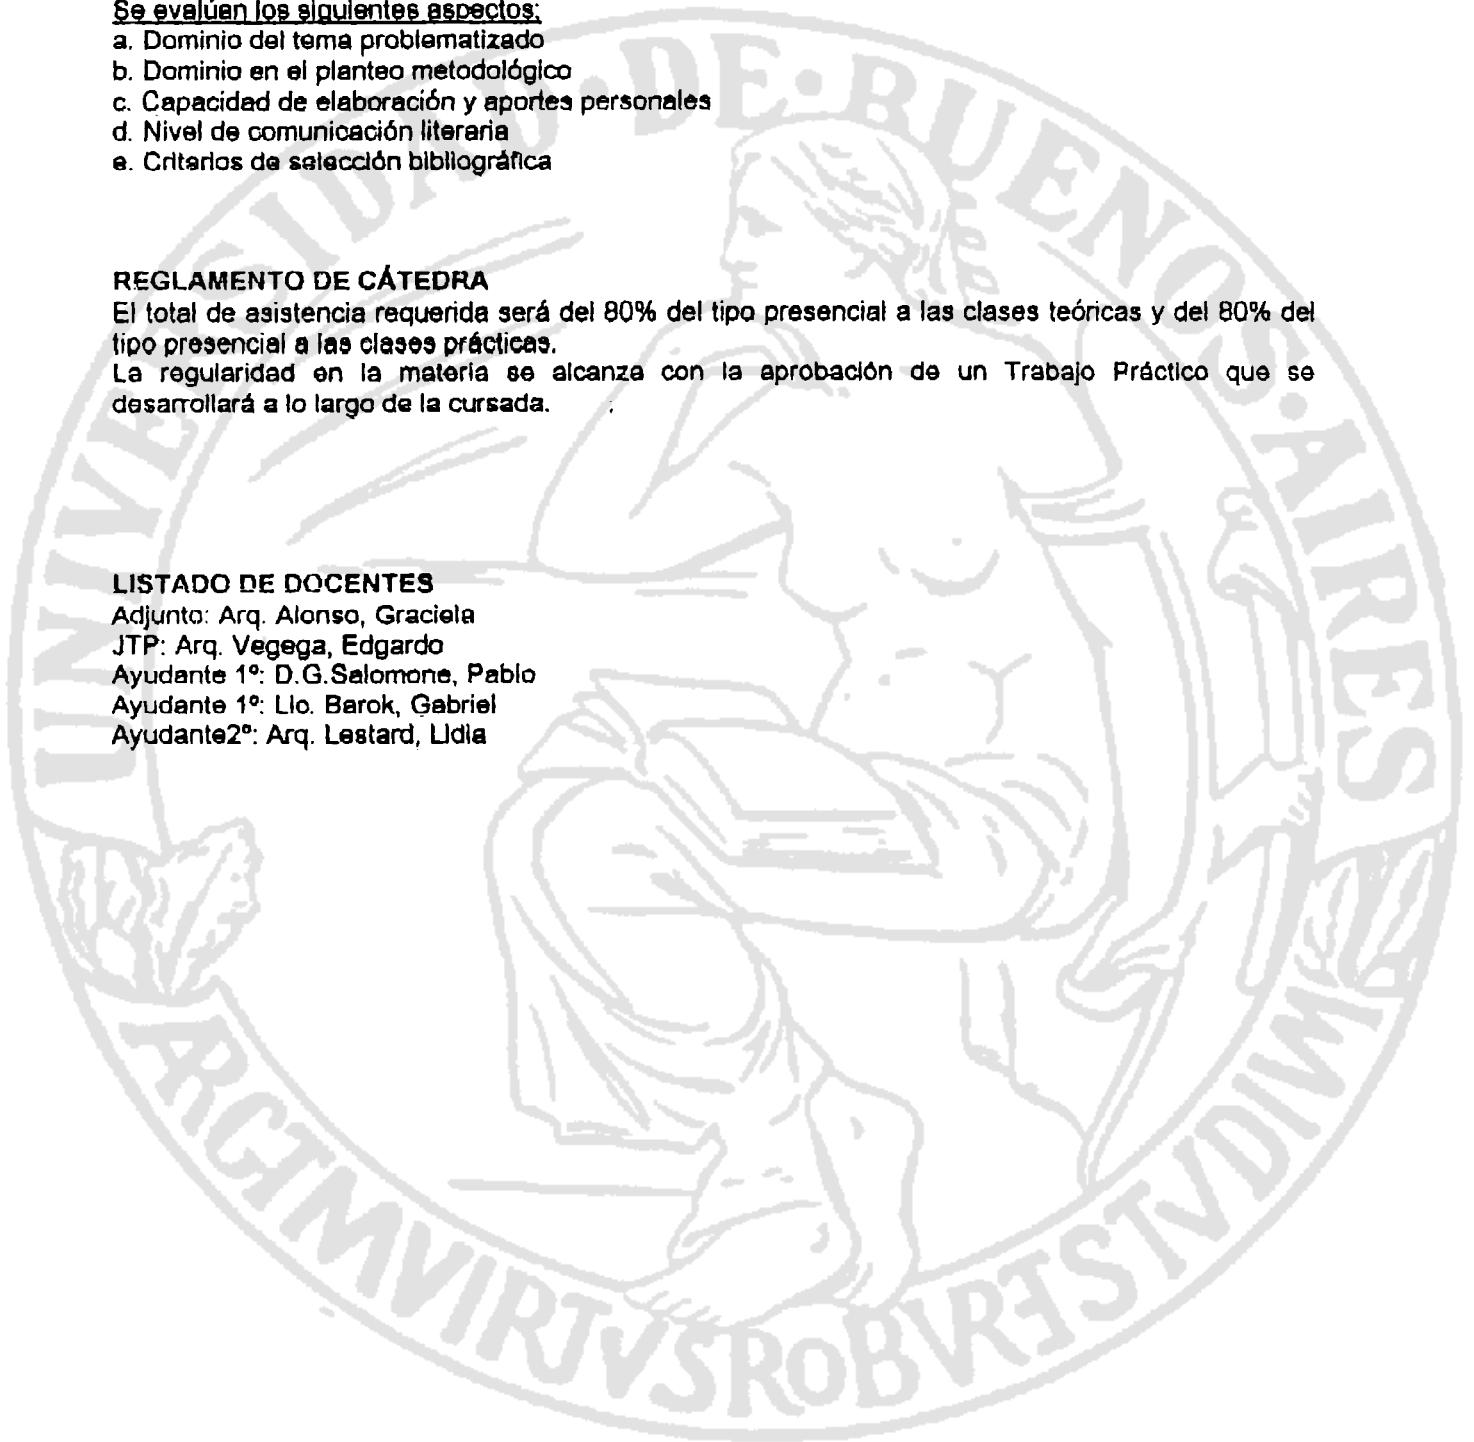 Se evalúan los siguientes aspectos:
a. Dominio del tema problematizado
b. Dominio en el planteo metodológico
c. Capacidad de elaboración y aportes personales
d. Nivel de comunicación literaria
e. Criterios de selección bibliográfica
REGLAMENTO DE CÁTEDRA
El total de asistencia requerida será del 80% del tipo presencial a las clases teóricas y del 80% del
tipo presencial a las clases prácticas.
La regularidad en la materia se alcanza con la aprobación de un Trabajo Práctico que se
desarrollará a lo largo de la cursada.
LISTADO DE DOCENTES
Adjunto: Arq. Alonso, Graciela
JTP: Arq. Vegega, Edgardo
Ayudante 1º: D.G.Salomone, Pablo
Ayudante 1º: Lic. Barok, Gabriel
Ayudante2º: Arq. Lestard, Lidia
UNIVERSIDAD·DE·BUENOS·AIRES
ARGTMVIRTVSROBVRETSTVDIVM